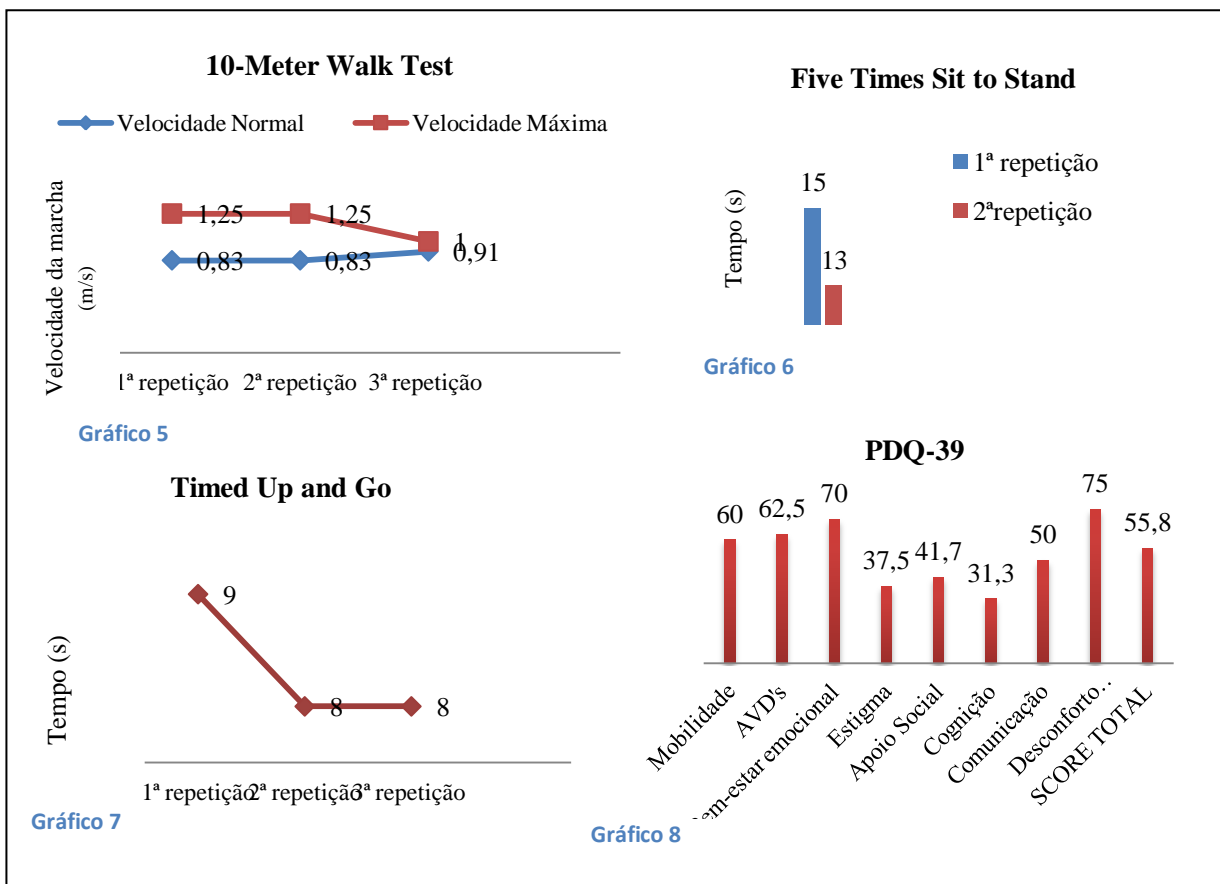 10-Meter Walk Test
Velocidade Normal
Velocidade Máxima
Velocidade da marcha
(m/s)
1,25
1,25
1
0,83
0,83
0,91
1ª repetição
2ª repetição
3ª repetição
Gráfico 5
Five Times Sit to Stand
1ª repetição
2ªrepetição
Tempo (s)
15
13
Gráfico 6
Timed Up and Go
Tempo (s)
9
8
8
1ª repetição
2ª repetição
3ª repetição
Gráfico 7
PDQ-39
60
62,5
70
37,5
41,7
31,3
50
75
55,8
Mobilidade
AVD's
Bem-estar emocional
Estigma
Apoio Social
Cognição
Comunicação
Desconforto..
SCORE TOTAL
Gráfico 8